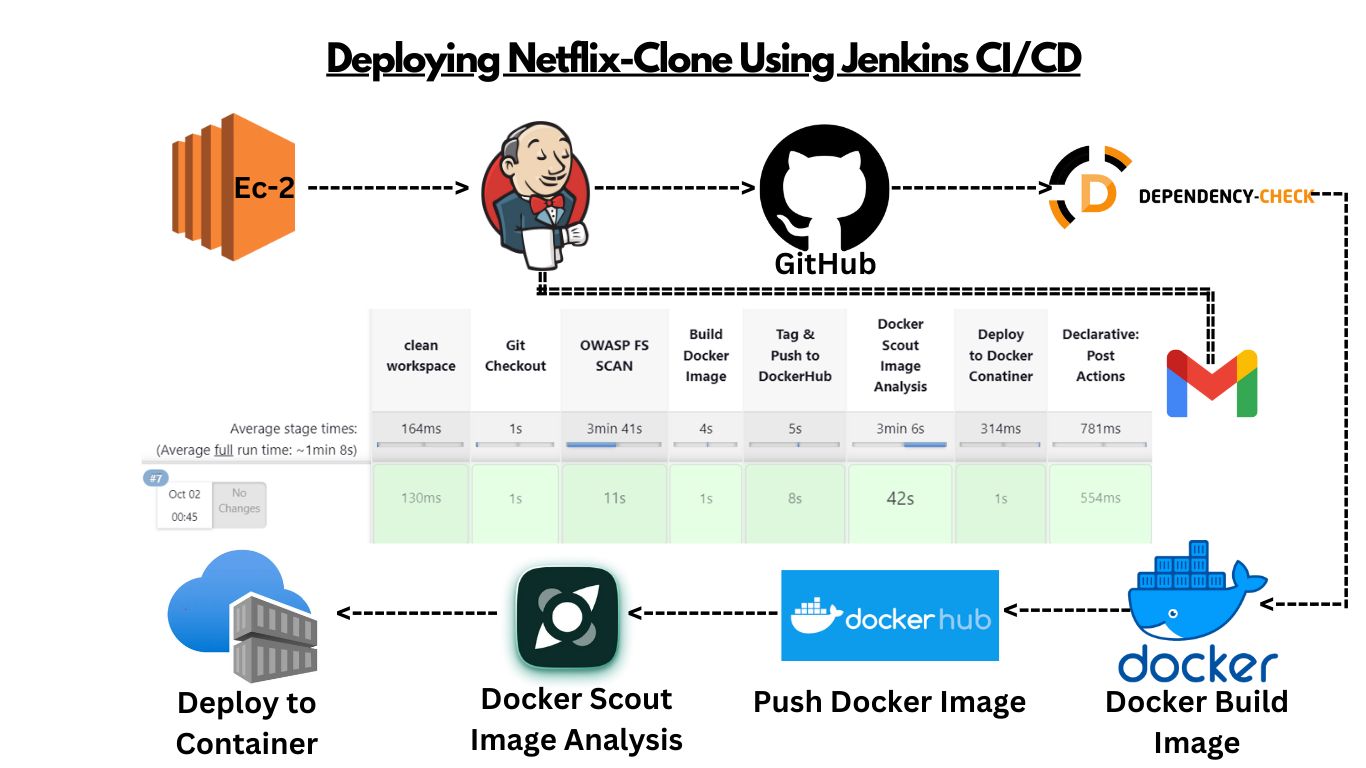 Deploying Netflix-Clone Using Jenkins CI/CD
Ec-2
GitHub
D
DEPENDENCY-CHECK
clean
workspace
Git
Checkout
OWASP FS
SCAN
Build
Docker
Image
Tag &
Push to
DockerHub
Docker
Scout
Image
Analysis
Deploy
to Docker
Conatiner
Declarative:
Post
Actions
Average stage times:
(Average full run time: ~1min 8s)
164ms
1s
3min 41s
4s
5s
3min 6s
314ms
781ms
#7
Oct 02
00:45
No
Changes
130ms
1s
11s
1s
8s
42s
1s
554ms
docker hub
docker
Deploy to
Container
Docker Scout
Image Analysis
Push Docker Image
Docker Build
Image